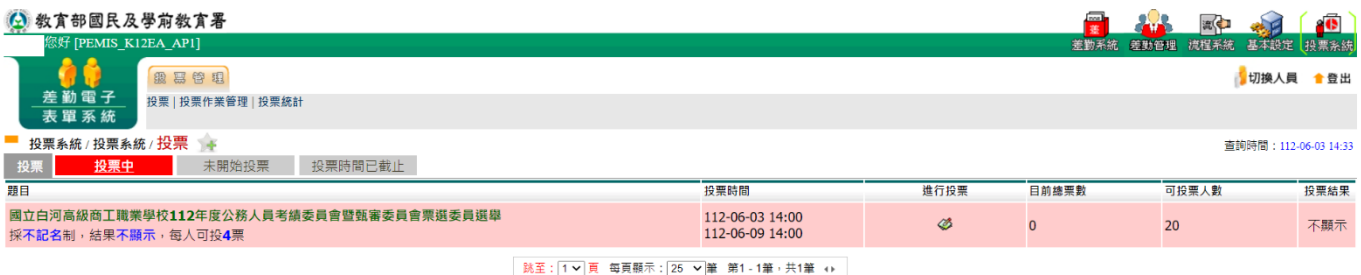 教育部國民及學前教育署
您好 [PEMIS_K12EA_AP1]
差勤系統 差勤管理 流程系統 基本設定 投票系統
差勤電子
表單系統
投票 | 投票作業管理 | 投票統計
切換人員 登出
投票系統 / 投票系統 / 投票
查詢時間：112-06-03 14:33
投票 投票中 未開始投票 投票時間已截止
題目 投票時間 進行投票 目前總票數 可投票人數 投票結果
國立白河高級商工職業學校112年度公務人員考績委員會暨甄審委員會票選委員選舉
採不記名制，結果不顯示，每人可投4票
112-06-03 14:00
112-06-09 14:00
0 20 不顯示
跳至：1 頁 每頁顯示：25 筆 第1 - 1筆，共1筆